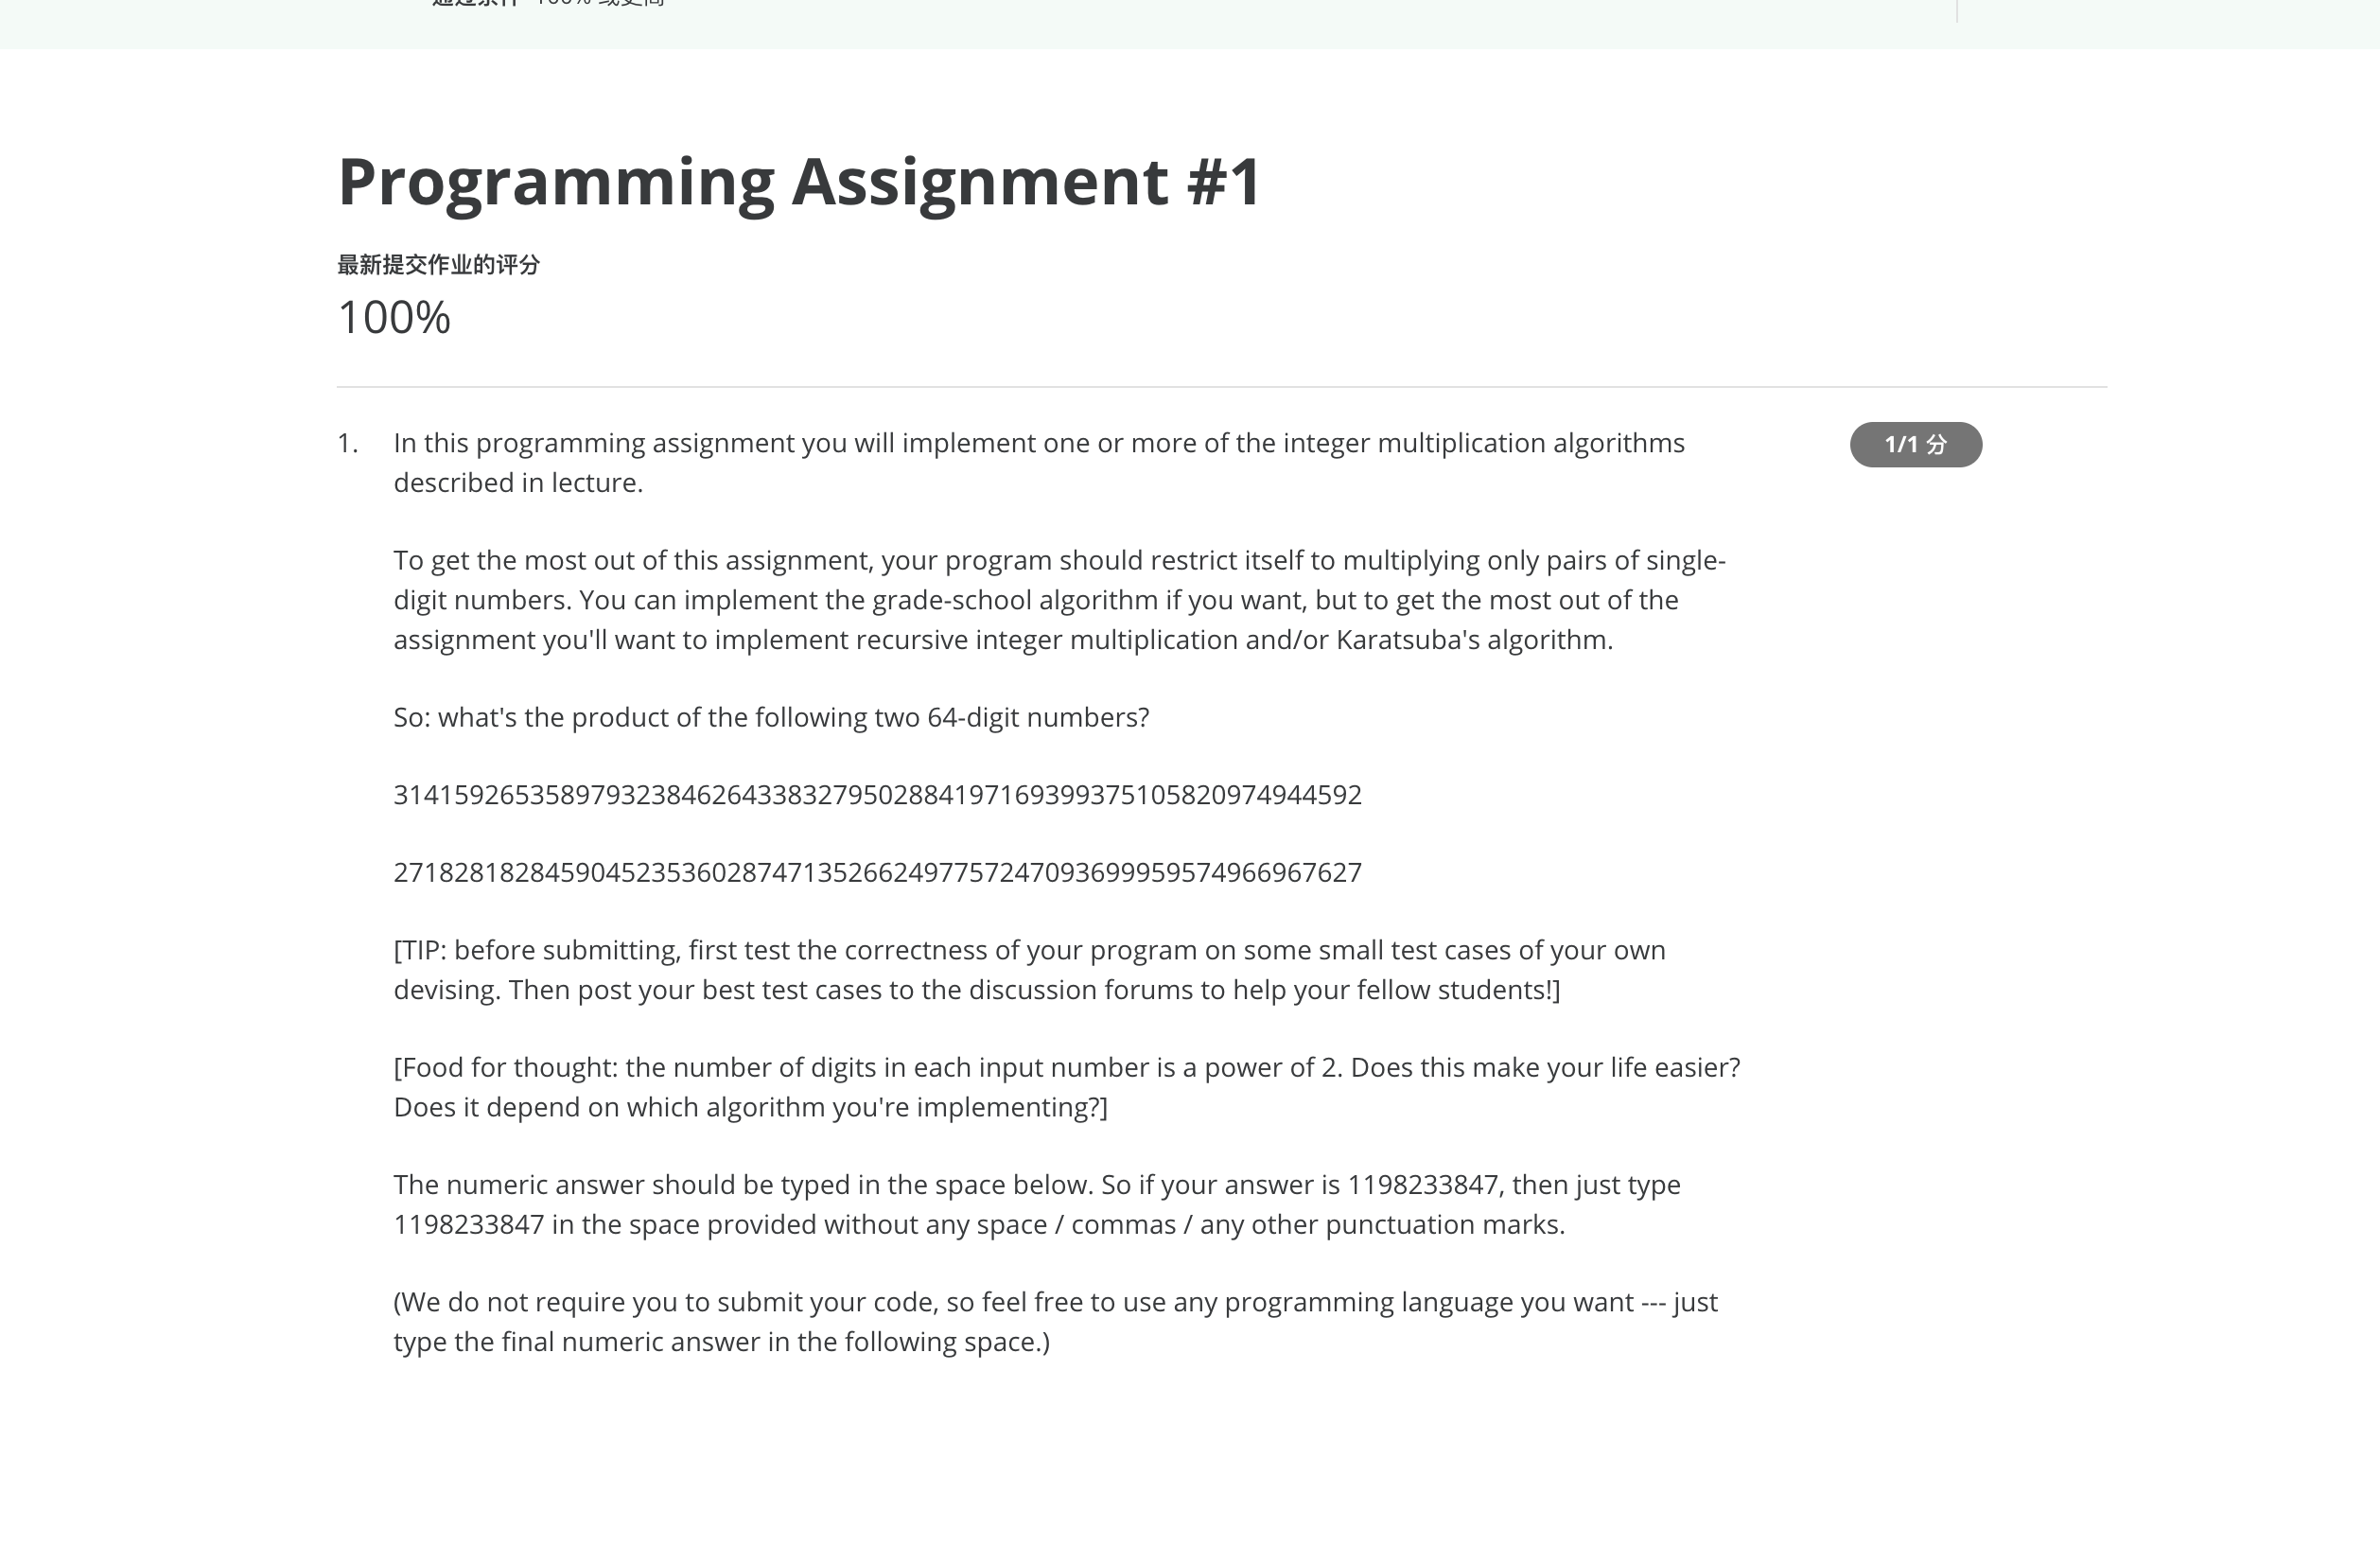 通过条件 100% 或更高
Programming Assignment #1
最新提交作业的评分
100%
1. In this programming assignment you will implement one or more of the integer multiplication algorithms
described in lecture.
1/1 分
To get the most out of this assignment, your program should restrict itself to multiplying only pairs of single-
digit numbers. You can implement the grade-school algorithm if you want, but to get the most out of the
assignment you'll want to implement recursive integer multiplication and/or Karatsuba's algorithm.
So: what's the product of the following two 64-digit numbers?
3141592653589793238462643383279502884197169399375105820974944592
2718281828459045235360287471352662497757247093699959574966967627
[TIP: before submitting, first test the correctness of your program on some small test cases of your own
devising. Then post your best test cases to the discussion forums to help your fellow students!]
[Food for thought: the number of digits in each input number is a power of 2. Does this make your life easier?
Does it depend on which algorithm you're implementing?]
The numeric answer should be typed in the space below. So if your answer is 1198233847, then just type
1198233847 in the space provided without any space / commas / any other punctuation marks.
(We do not require you to submit your code, so feel free to use any programming language you want --- just
type the final numeric answer in the following space.)